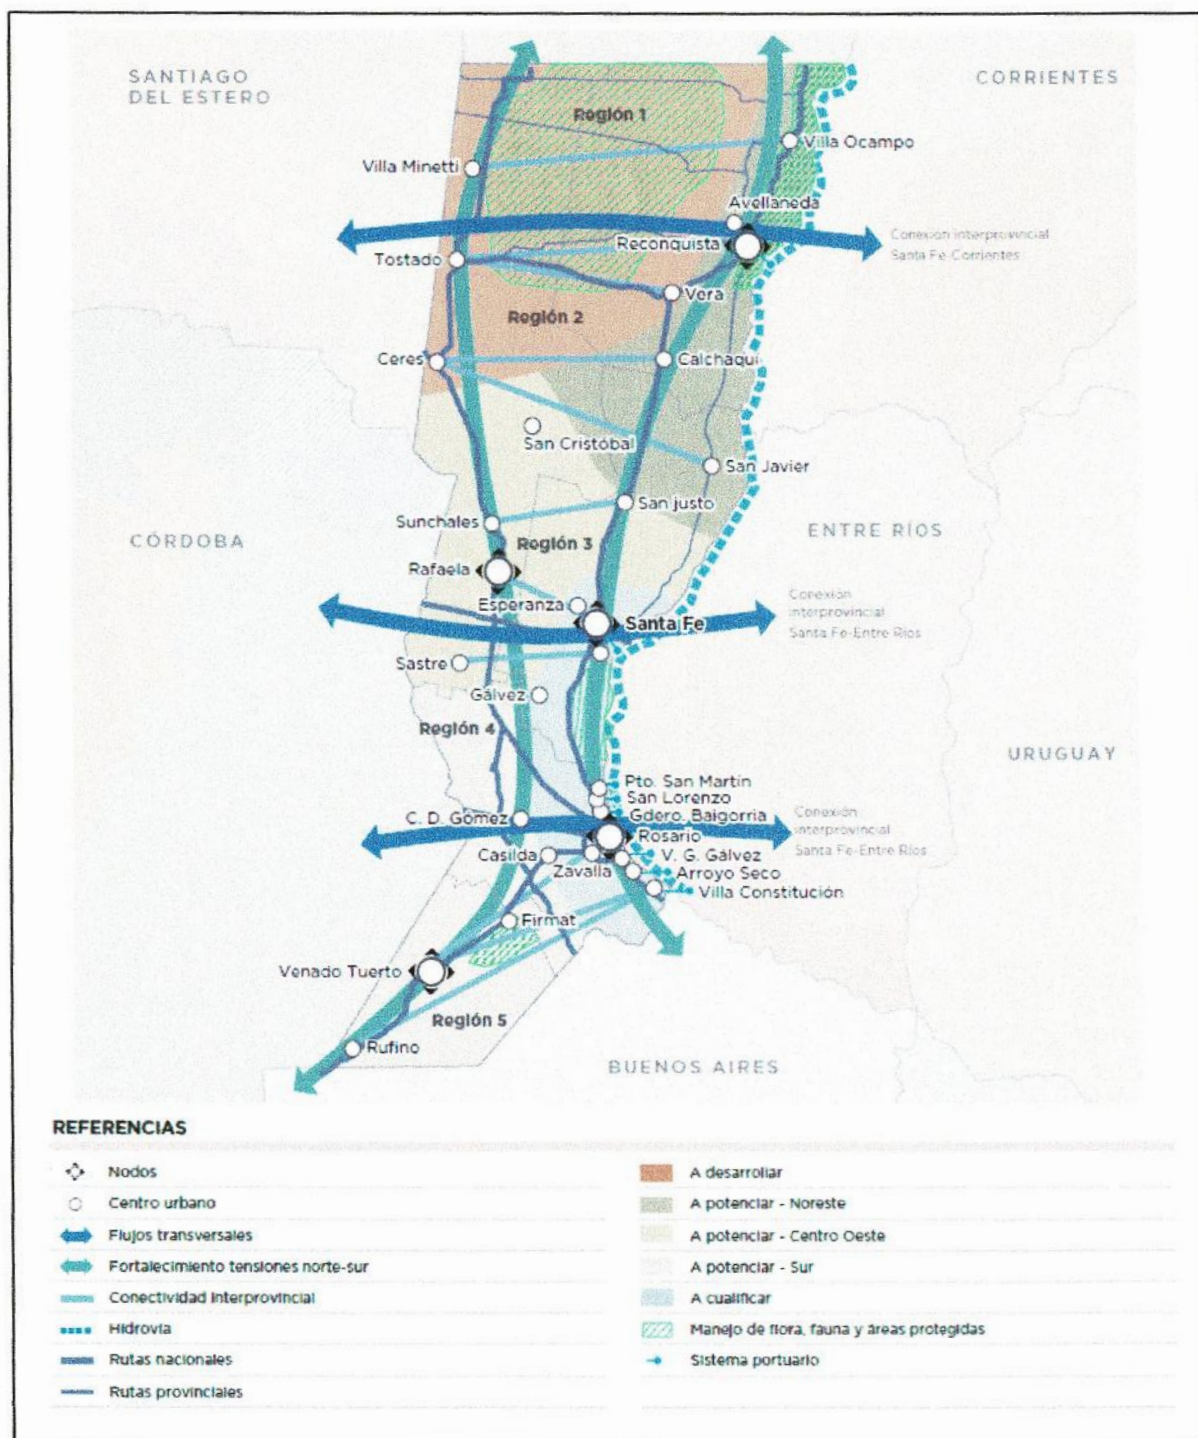 SANTIAGO
DEL ESTERO
CORRIENTES
Región 1
Villa Ocampo
Villa Minetti
Avellaneda
Reconquista
Conexión interprovincial
Santa Fe-Corrientes
Tostado
Vera
Región 2
Ceres
Calchaquí
San Cristóbal
San Javier
San justo
Sunchales
ENTRE RÍOS
CÓRDOBA
Región 3
Rafaela
Esperanza
Conexión
interprovincial
Santa Fe-Entre Ríos
Santa Fe
Sastre
Gálvez
Región 4
URUGUAY
Pto. San Martín
San Lorenzo
C. D. Gómez
Gdero. Baigorria
Conexión
interprovincial
Santa Fe-Entre Ríos
Rosario
Casilda
V. G. Gálvez
Zavalla
Arroyo Seco
Villa Constitución
Firmat
Venado Tuerto
Región 5
Rufino
BUENOS AIRES
REFERENCIAS
Nodos
Centro urbano
Flujos transversales
Fortalecimiento tensiones norte-sur
Conectividad interprovincial
Hidrovía
Rutas nacionales
Rutas provinciales
A desarrollar
A potenciar - Noreste
A potenciar - Centro Oeste
A potenciar - Sur
A cualificar
Manejo de flora, fauna y áreas protegidas
Sistema portuario